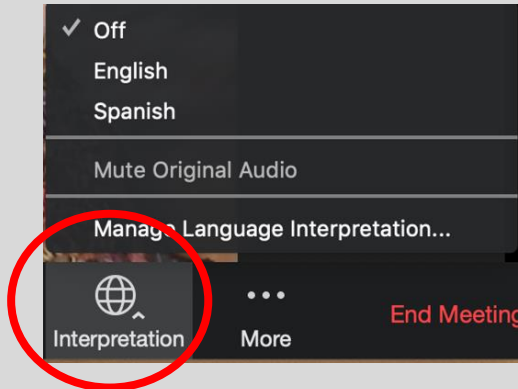 Off
English
Spanish
Mute Original Audio
Manage Language Interpretation...
Interpretation
More
End Meeting